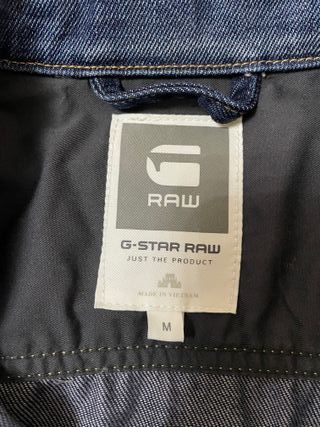 G
RAW
G-STAR RAW
JUST THE PRODUCT
MADE IN VIETNAM
M